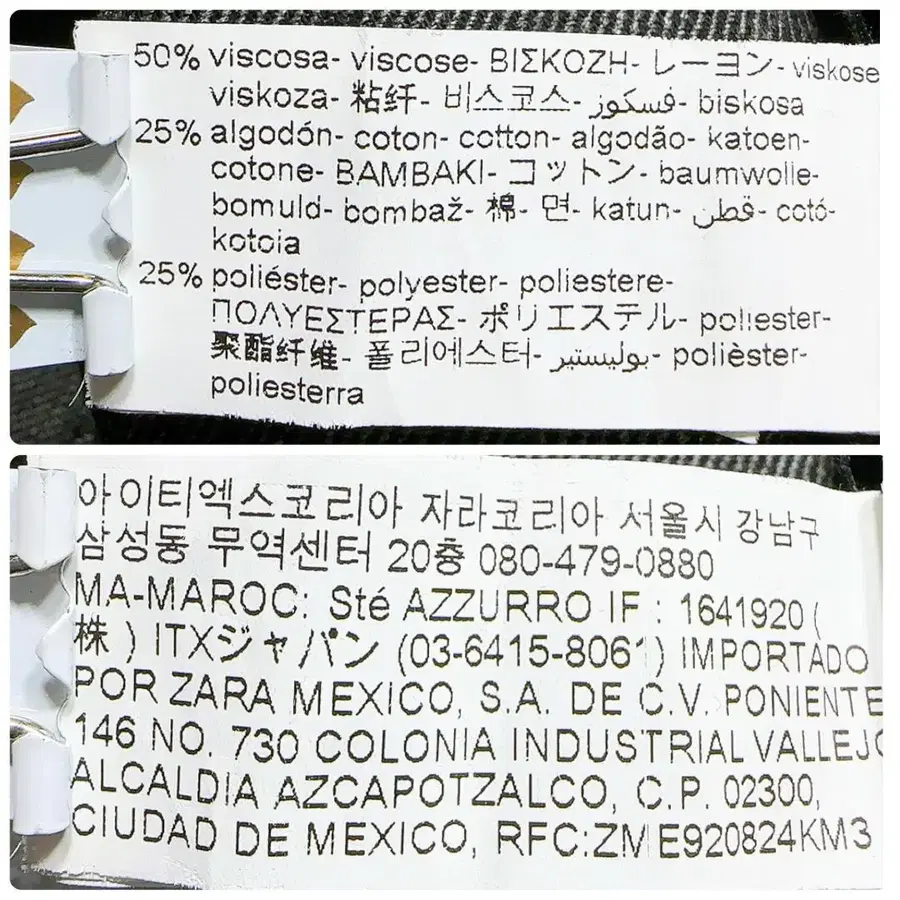 50% viscosa- viscose- ΒΙΣΚΟΖΗ- レーヨン- viskose
viskoza- 粘纤- 비스코스- فسكوز- biskosa
25% algodón- coton- cotton- algodão- katoen-
cotone- BAMBAKI- コットン- baumwolle-
bomuld- bombaž- 棉- 면- katun- قطن- cotó-
kotoia
25% poliéster- polyester- poliestere-
ΠΟΛΥΕΣΤΕΡΑΣ- ポリエステル- poliester-
聚酯纤维- 폴리에스터- بوليستير- polièster-
poliesterra
아이티엑스코리아 자라코리아 서울시 강남구
삼성동 무역센터 20층 080-479-0880
MA-MAROC: Sté AZZURRO IF : 1641920 (
株 ) ITXジャパン (03-6415-8061) IMPORTADO
POR ZARA MEXICO, S.A. DE C.V. PONIENTE
146 NO. 730 COLONIA INDUSTRIAL VALLEJO
ALCALDIA AZCAPOTZALCO, C.P. 02300,
CIUDAD DE MEXICO, RFC:ZME920824KM3